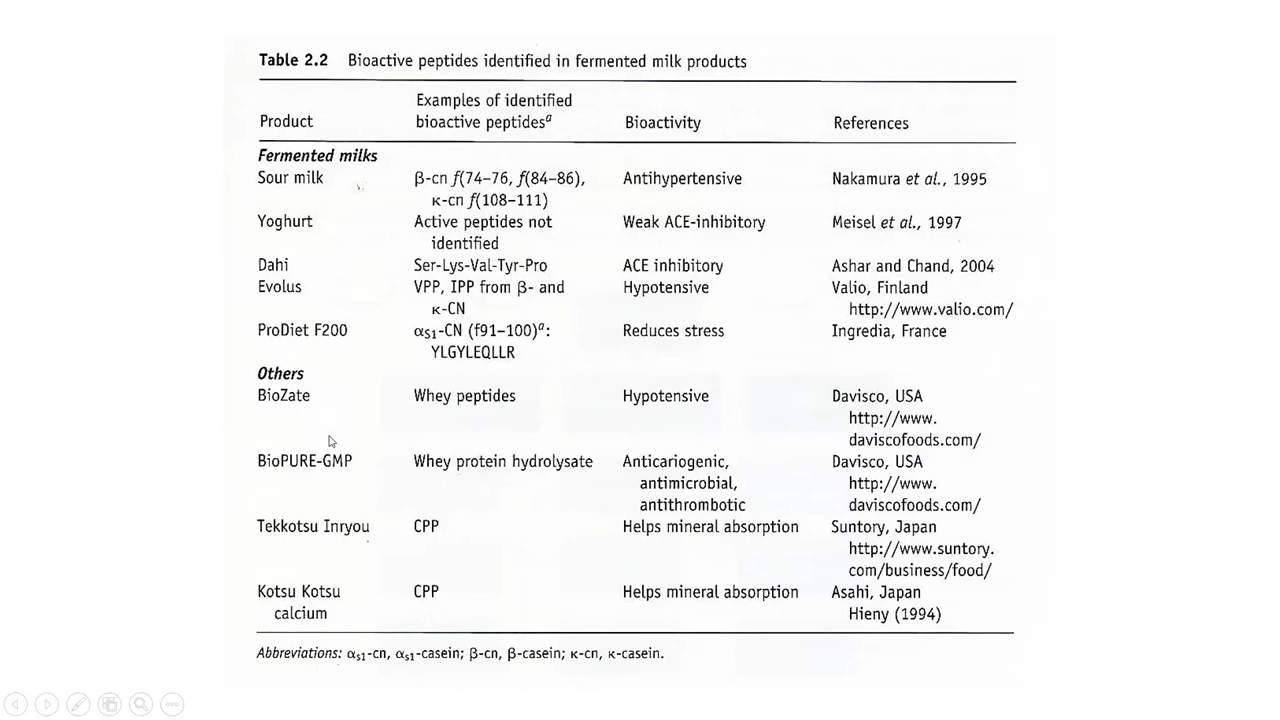 Table 2.2 Bioactive peptides identified in fermented milk products
Examples of identified
Product bioactive peptidesᵃ Bioactivity References
Fermented milks
Sour milk β-cn f(74–76, f(84–86), Antihypertensive Nakamura et al., 1995
κ-cn f(108–111)
Yoghurt Active peptides not Weak ACE-inhibitory Meisel et al., 1997
identified
Dahi Ser-Lys-Val-Tyr-Pro ACE inhibitory Ashar and Chand, 2004
Evolus VPP, IPP from β- and Hypotensive Valio, Finland
κ-CN http://www.valio.com/
ProDiet F200 αs1-CN (f91–100)ᵃ: Reduces stress Ingredia, France
YLGYLEQLLR
Others
BioZate Whey peptides Hypotensive Davisco, USA
http://www.
daviscofoods.com/
BioPURE-GMP Whey protein hydrolysate Anticariogenic, Davisco, USA
antimicrobial, http://www.
antithrombotic daviscofoods.com/
Tekkotsu Inryou CPP Helps mineral absorption Suntory, Japan
http://www.suntory.
com/business/food/
Kotsu Kotsu CPP Helps mineral absorption Asahi, Japan
calcium Hieny (1994)
Abbreviations: αs1-cn, αs1-casein; β-cn, β-casein; κ-cn, κ-casein.